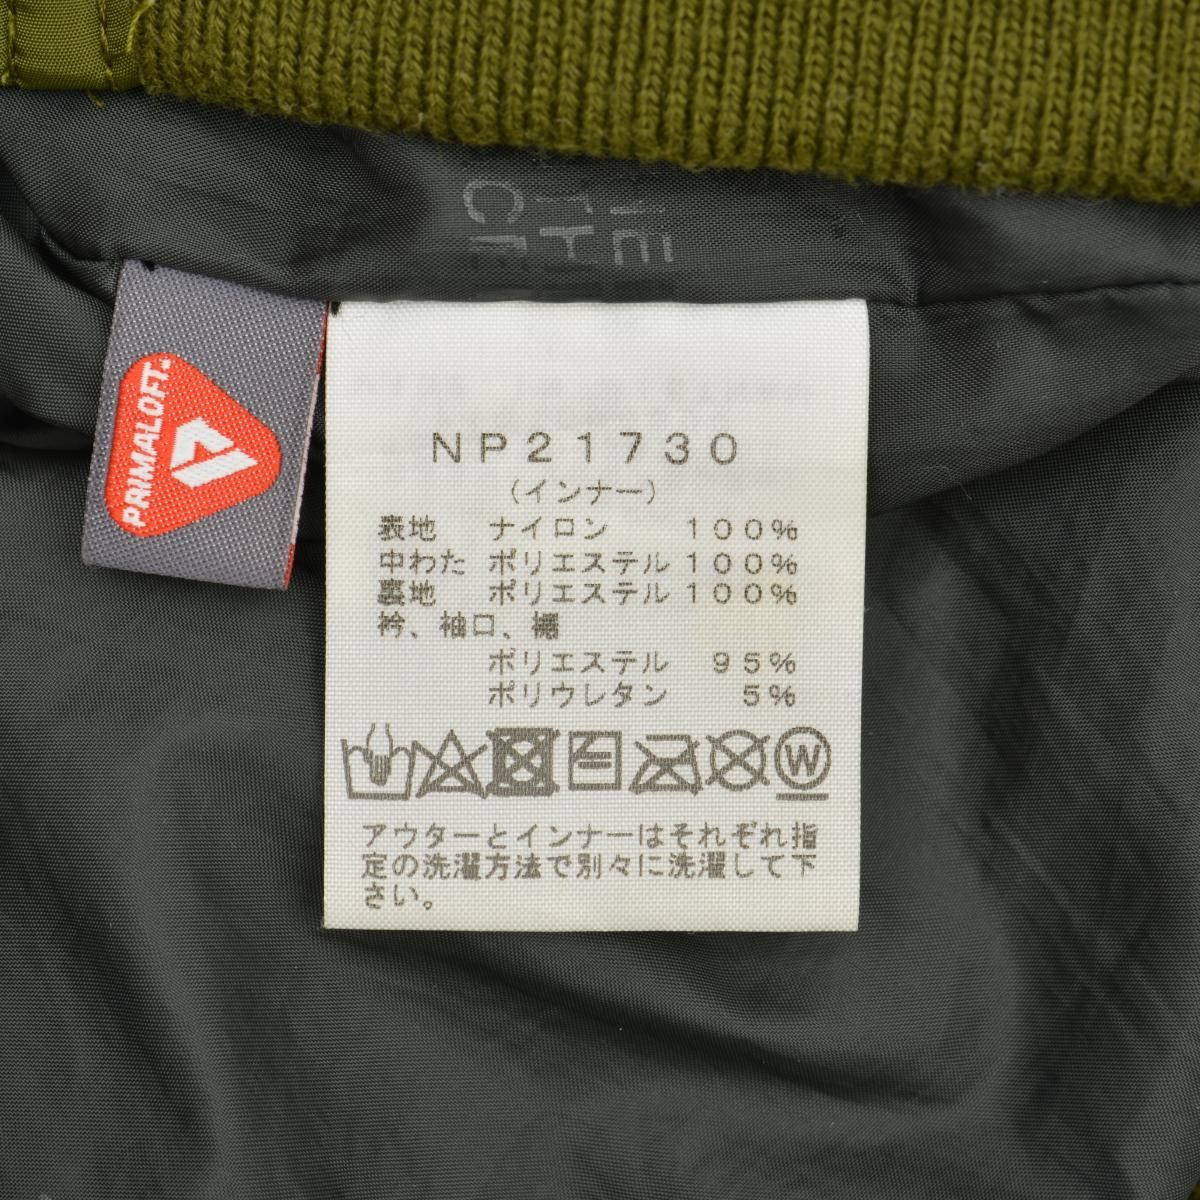 PRIMALOFT™
NP21730
(インナー)
表地 ナイロン 100%
中わた ポリエステル 100%
裏地 ポリエステル 100%
衿、袖口、裾
ポリエステル 95%
ポリウレタン 5%
W
アウターとインナーはそれぞれ指
定の洗濯方法で別々に洗濯して下
さい。